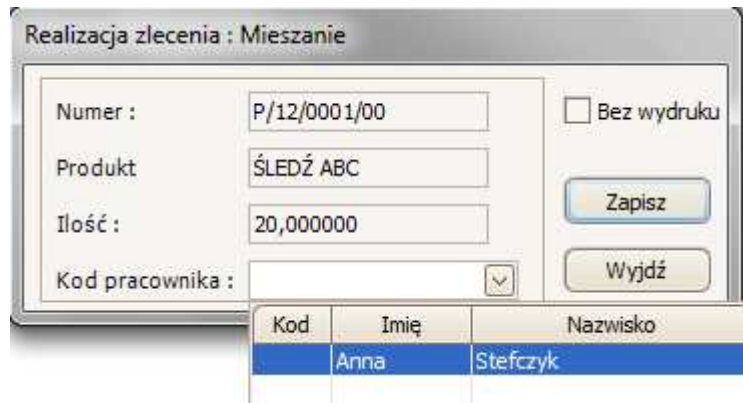 Realizacja zlecenia : Mieszanie
Numer : P/12/0001/00 Bez wydruku
Produkt ŚLEDŹ ABC
Zapisz
Ilość : 20,000000
Kod pracownika : Wyjdź
Kod Imię Nazwisko
Anna Stefczyk